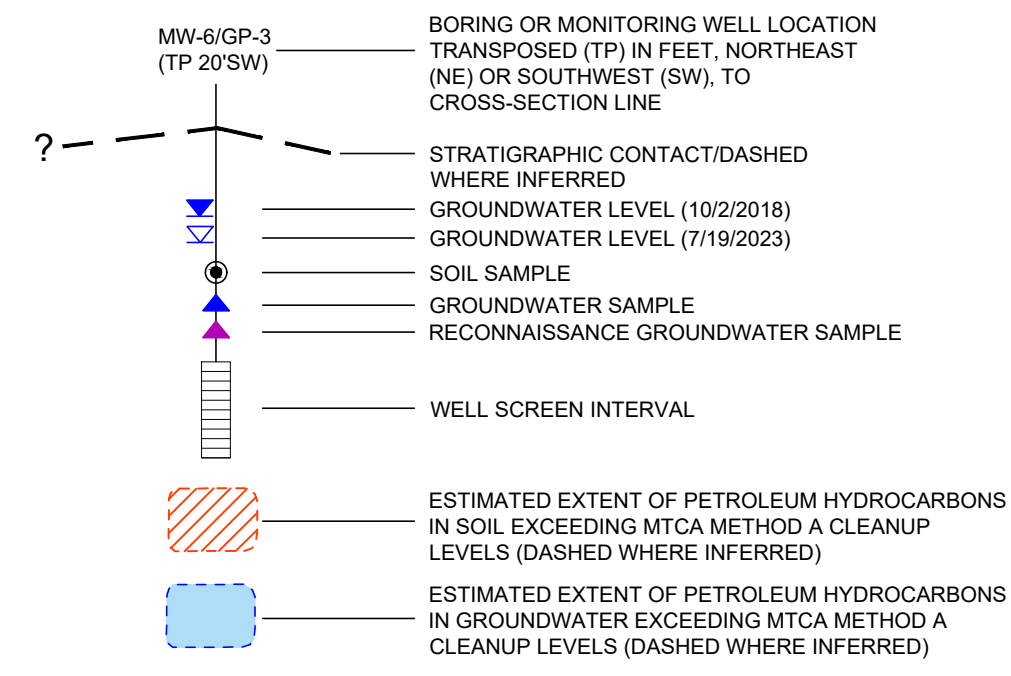 MW-6/GP-3
(TP 20'SW)
BORING OR MONITORING WELL LOCATION
TRANSPOSED (TP) IN FEET, NORTHEAST
(NE) OR SOUTHWEST (SW), TO
CROSS-SECTION LINE
?
STRATIGRAPHIC CONTACT/DASHED
WHERE INFERRED
GROUNDWATER LEVEL (10/2/2018)
GROUNDWATER LEVEL (7/19/2023)
SOIL SAMPLE
GROUNDWATER SAMPLE
RECONNAISSANCE GROUNDWATER SAMPLE
WELL SCREEN INTERVAL
ESTIMATED EXTENT OF PETROLEUM HYDROCARBONS
IN SOIL EXCEEDING MTCA METHOD A CLEANUP
LEVELS (DASHED WHERE INFERRED)
ESTIMATED EXTENT OF PETROLEUM HYDROCARBONS
IN GROUNDWATER EXCEEDING MTCA METHOD A
CLEANUP LEVELS (DASHED WHERE INFERRED)